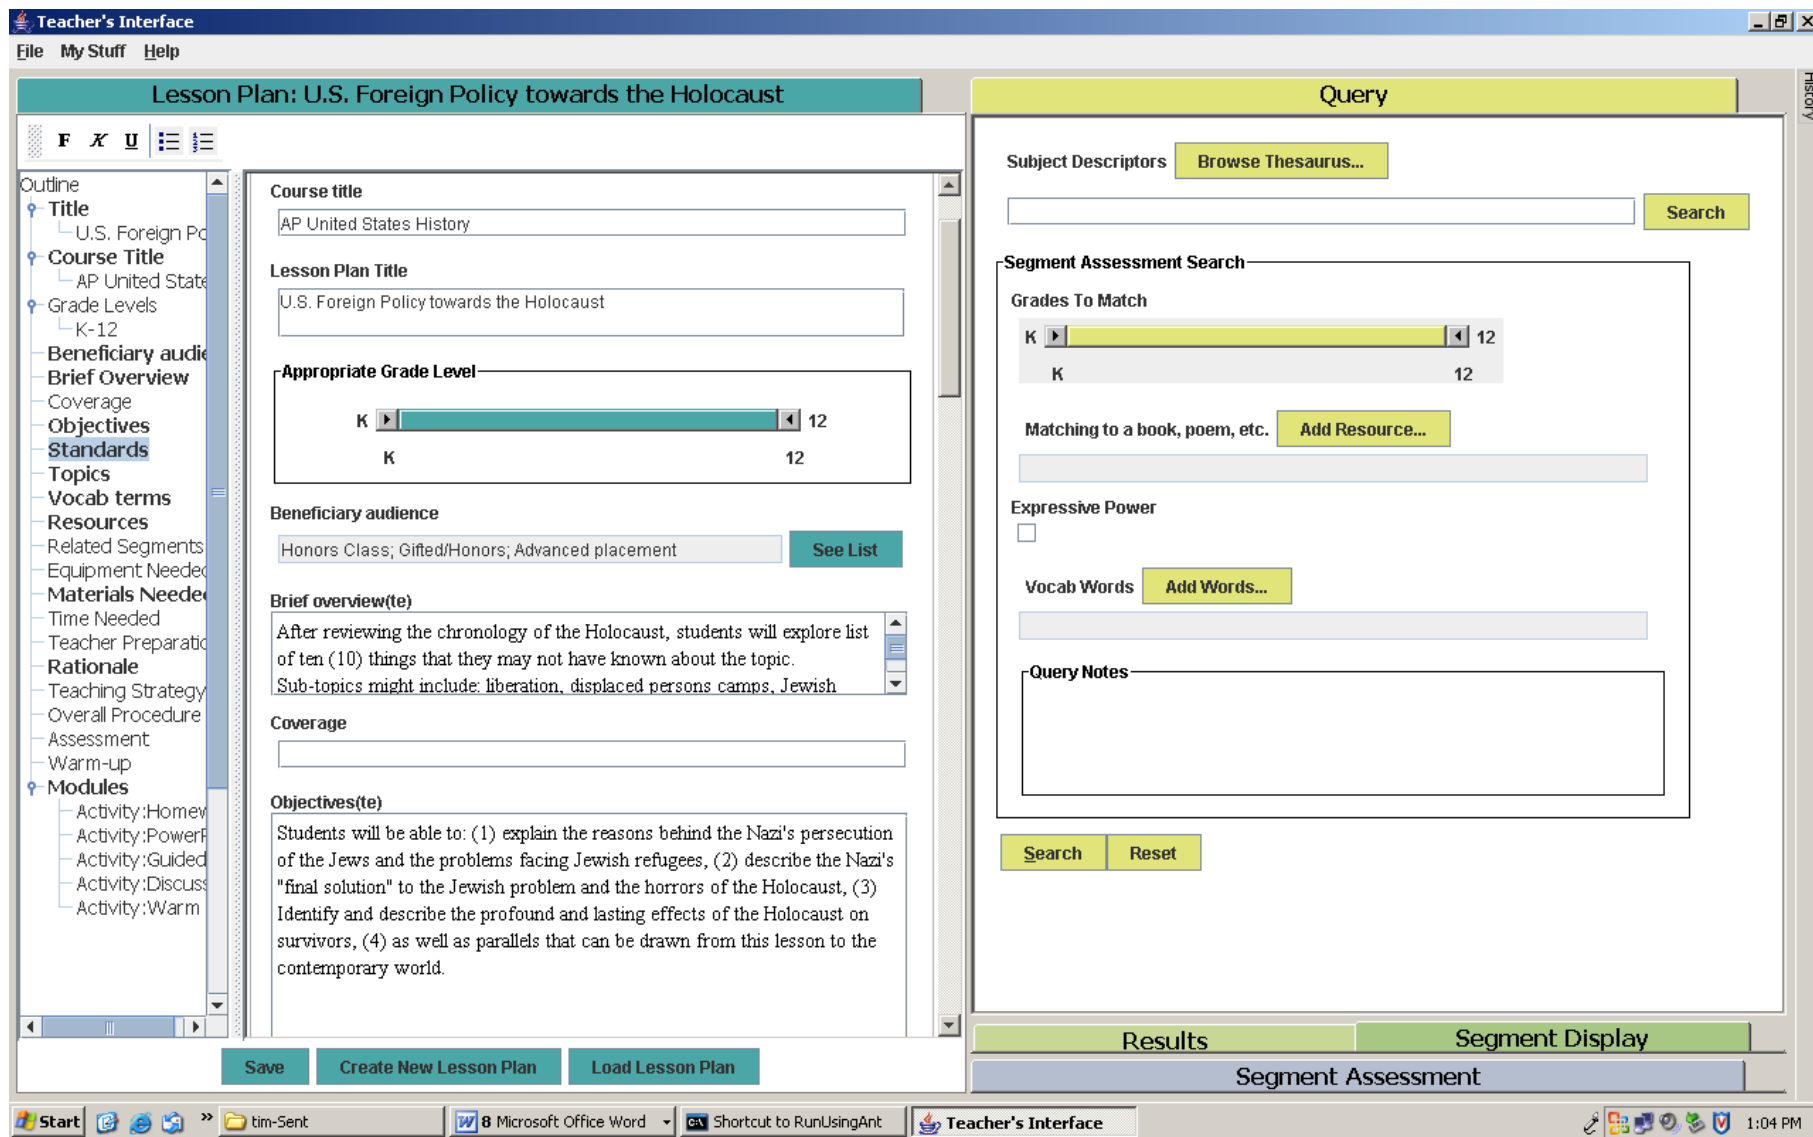 Teacher's Interface
File My Stuff Help
Lesson Plan: U.S. Foreign Policy towards the Holocaust
F K U
Outline
Title
U.S. Foreign Po
Course Title
AP United State
Grade Levels
K-12
Beneficiary audie
Brief Overview
Coverage
Objectives
Standards
Topics
Vocab terms
Resources
Related Segments
Equipment Needed
Materials Neede
Time Needed
Teacher Preparatio
Rationale
Teaching Strategy
Overall Procedure
Assessment
Warm-up
Modules
Activity:Homew
Activity:PowerP
Activity:Guided
Activity:Discuss
Activity:Warm
Course title
AP United States History
Lesson Plan Title
U.S. Foreign Policy towards the Holocaust
Appropriate Grade Level
K 12
K 12
Beneficiary audience
Honors Class; Gifted/Honors; Advanced placement See List
Brief overview(te)
After reviewing the chronology of the Holocaust, students will explore list
of ten (10) things that they may not have known about the topic.
Sub-topics might include: liberation, displaced persons camps, Jewish
Coverage
Objectives(te)
Students will be able to: (1) explain the reasons behind the Nazi's persecution
of the Jews and the problems facing Jewish refugees, (2) describe the Nazi's
"final solution" to the Jewish problem and the horrors of the Holocaust, (3)
Identify and describe the profound and lasting effects of the Holocaust on
survivors, (4) as well as parallels that can be drawn from this lesson to the
contemporary world.
Save Create New Lesson Plan Load Lesson Plan
Query
History
Subject Descriptors Browse Thesaurus...
Search
Segment Assessment Search
Grades To Match
K 12
K 12
Matching to a book, poem, etc. Add Resource...
Expressive Power
Vocab Words Add Words...
Query Notes
Search Reset
Results Segment Display
Segment Assessment
Start » tim-Sent 8 Microsoft Office Word Shortcut to RunUsingAnt Teacher's Interface 1:04 PM